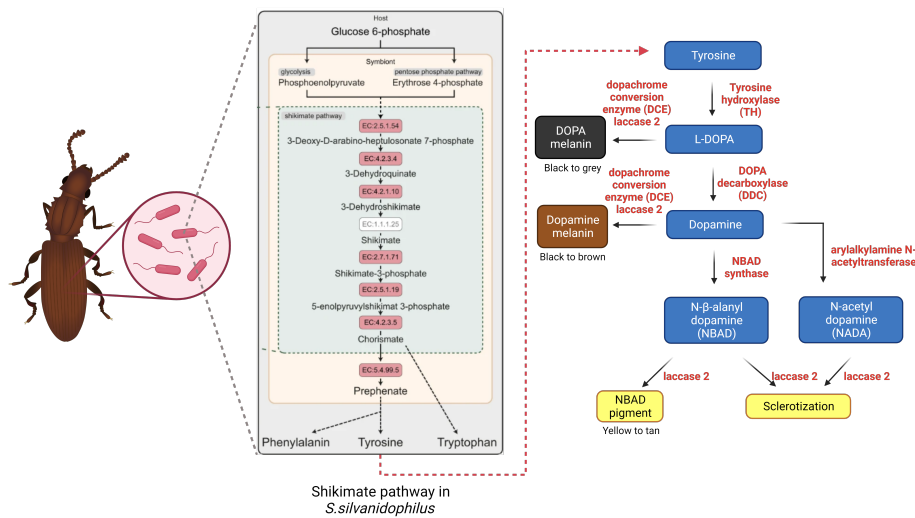 Host
Glucose 6-phosphate
Symbiont
glycolysis
Phosphoenolpyruvate
pentose phosphate pathway
Erythrose 4-phosphate
shikimate pathway
EC:2.5.1.54
3-Deoxy-D-arabino-heptulosonate 7-phosphate
EC:4.2.3.4
3-Dehydroquinate
EC:4.2.1.10
3-Dehydroshikimate
EC:1.1.1.25
Shikimate
EC:2.7.1.71
Shikimate-3-phosphate
EC:2.5.1.19
5-enolpyruvylshikimat 3-phosphate
EC:4.2.3.5
Chorismate
EC:5.4.99.5
Prephenate
Phenylalanin
Tyrosine
Tryptophan
Shikimate pathway in
S.silvanidophilus
Tyrosine
Tyrosine
hydroxylase
(TH)
dopachrome
conversion
enzyme (DCE)
laccase 2
DOPA
melanin
Black to grey
L-DOPA
DOPA
decarboxylase
(DDC)
dopachrome
conversion
enzyme (DCE)
laccase 2
Dopamine
melanin
Black to brown
Dopamine
NBAD
synthase
arylalkylamine N-
acetyltransferase
N-β-alanyl
dopamine
(NBAD)
N-acetyl
dopamine
(NADA)
laccase 2
laccase 2
laccase 2
NBAD
pigment
Yellow to tan
Sclerotization